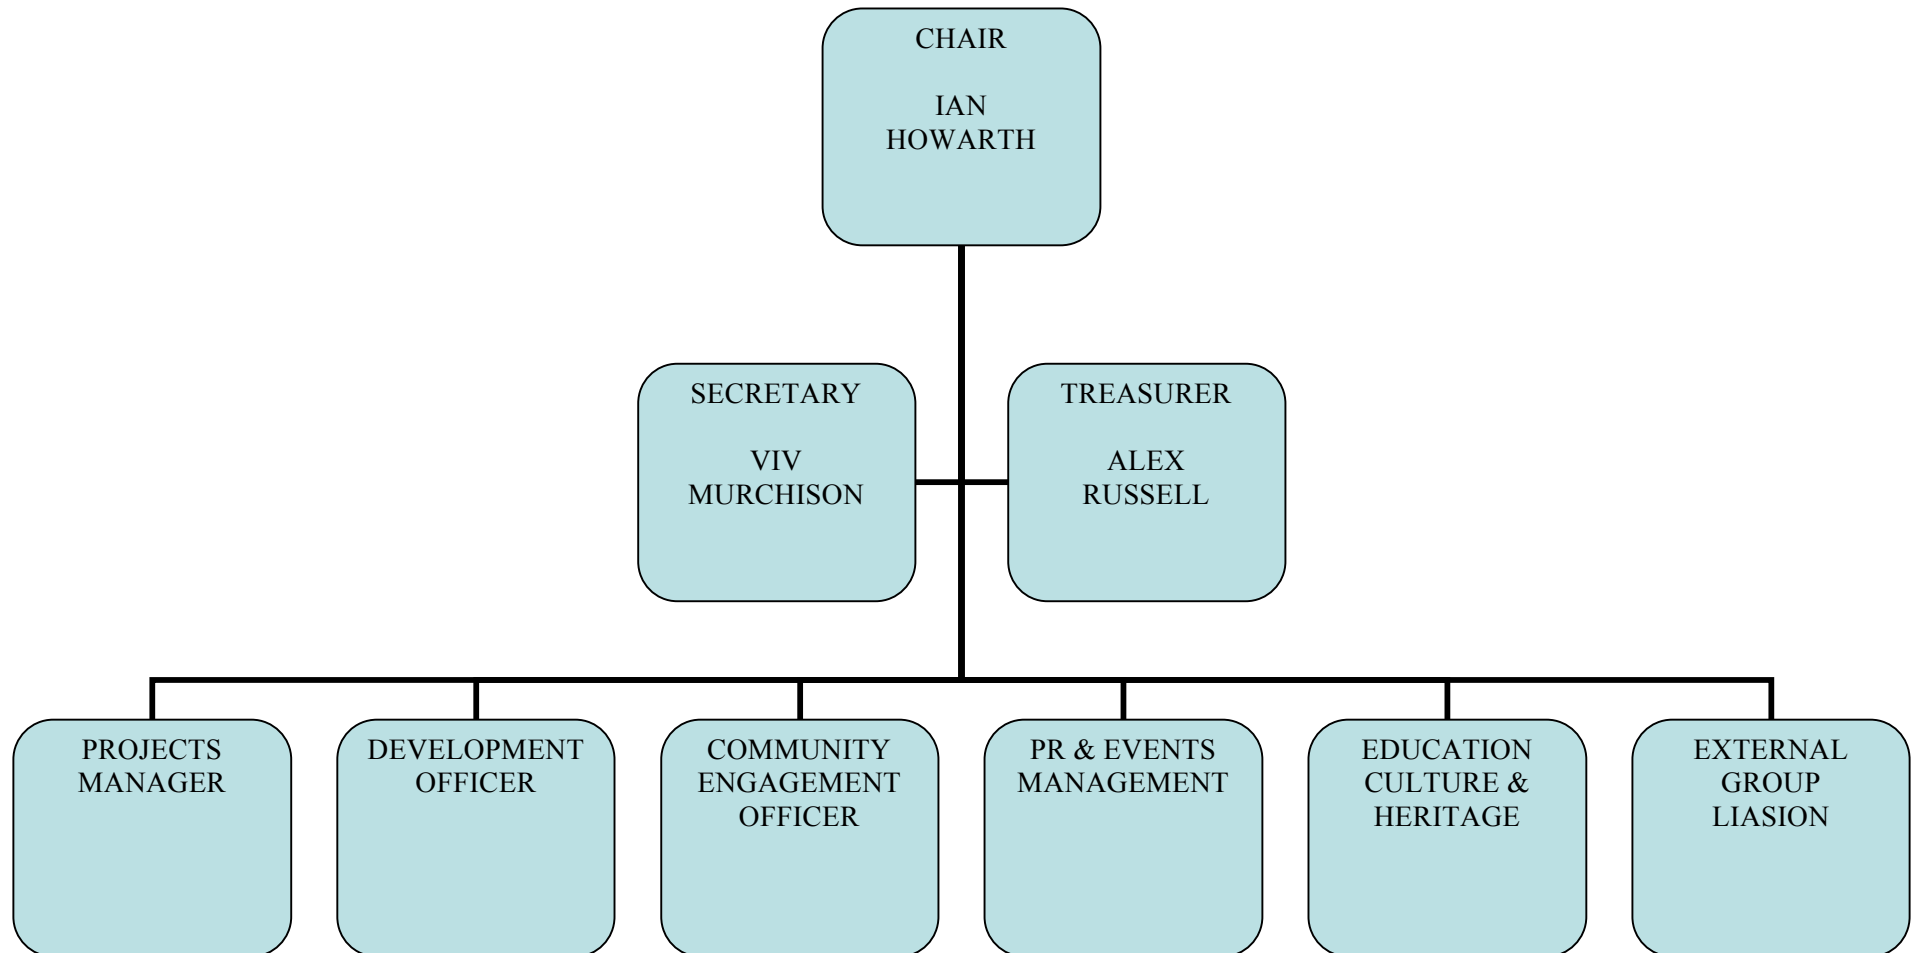 CHAIR
IAN
HOWARTH
SECRETARY
VIV
MURCHISON
TREASURER
ALEX
RUSSELL
PROJECTS
MANAGER
DEVELOPMENT
OFFICER
COMMUNITY
ENGAGEMENT
OFFICER
PR & EVENTS
MANAGEMENT
EDUCATION
CULTURE &
HERITAGE
EXTERNAL
GROUP
LIASION